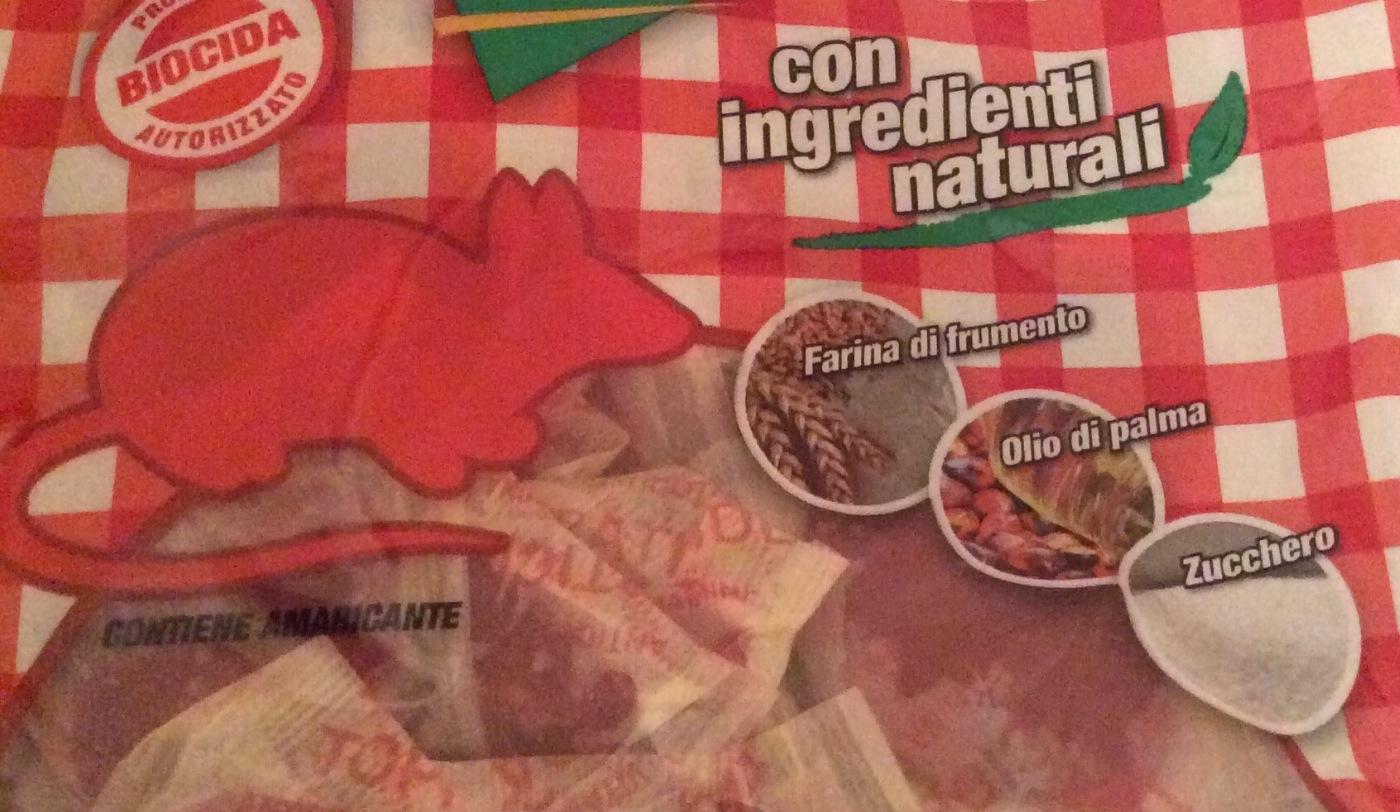 BIOCIDA
AUTORIZZATO
con
ingredienti
naturali
Farina di frumento
Olio di palma
Zucchero
CONTIENE AMARICANTE